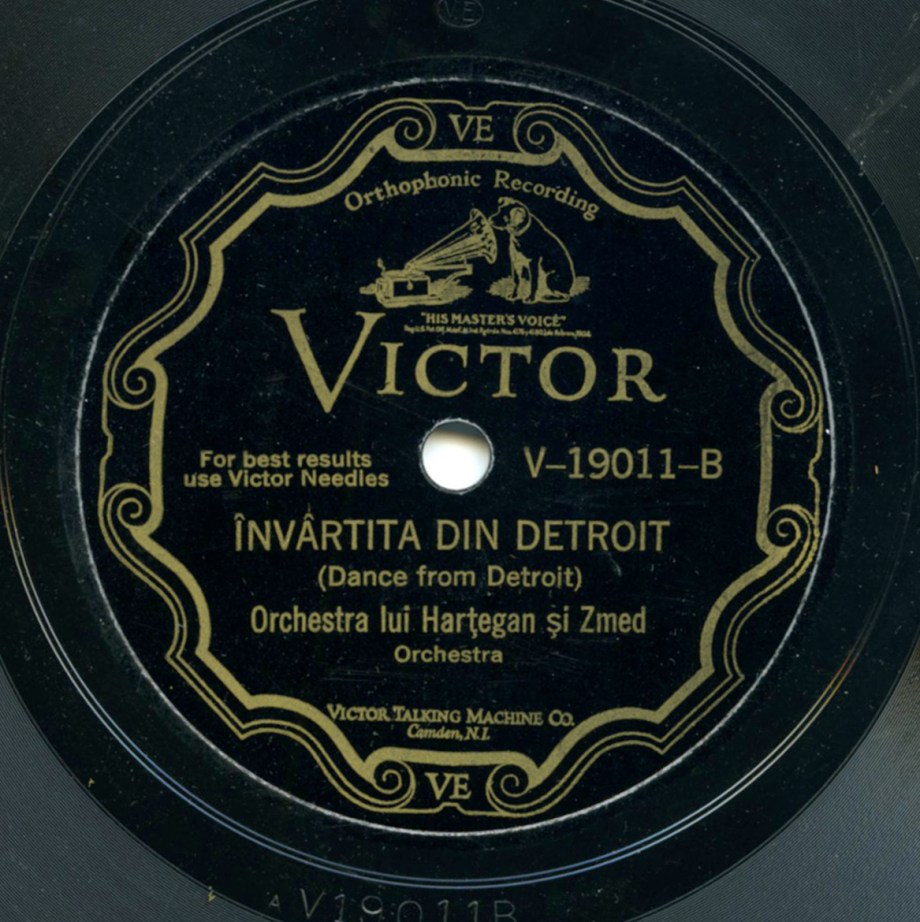 VE
VE
Orthophonic Recording
"HIS MASTER'S VOICE"
VICTOR
For best results
use Victor Needles
V-19011-B
ÎNVÂRTITA DIN DETROIT
(Dance from Detroit)
Orchestra lui Harţegan şi Zmed
Orchestra
VICTOR TALKING MACHINE CO.
Camden, N.J.
VE
V19011B